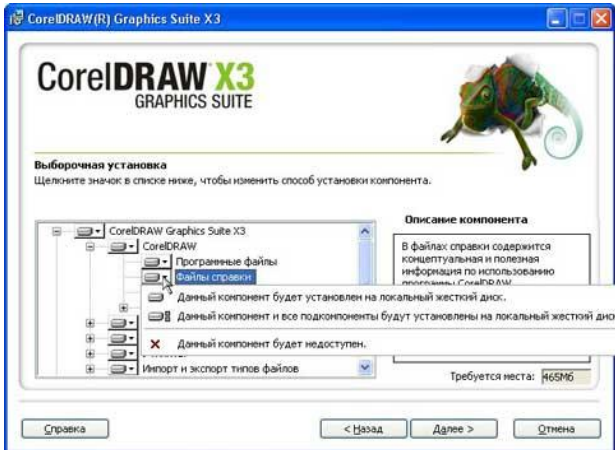 CorelDRAW(R) Graphics Suite X3
CorelDRAW X3
GRAPHICS SUITE
Выборочная установка
Щелкните значок в списке ниже, чтобы изменить способ установки компонента.
CorelDRAW Graphics Suite X3
CorelDRAW
Программные файлы
Файлы справки
Импорт и экспорт типов файлов
Описание компонента
В файлах справки содержится
концептуальная и полезная
информация по использованию
программы CorelDRAW
Данный компонент будет установлен на локальный жесткий диск.
Данный компонент и все подкомпоненты будут установлены на локальный жесткий дис
Данный компонент будет недоступен.
Требуется места: 465Мб
Справка
< Назад
Далее >
Отмена